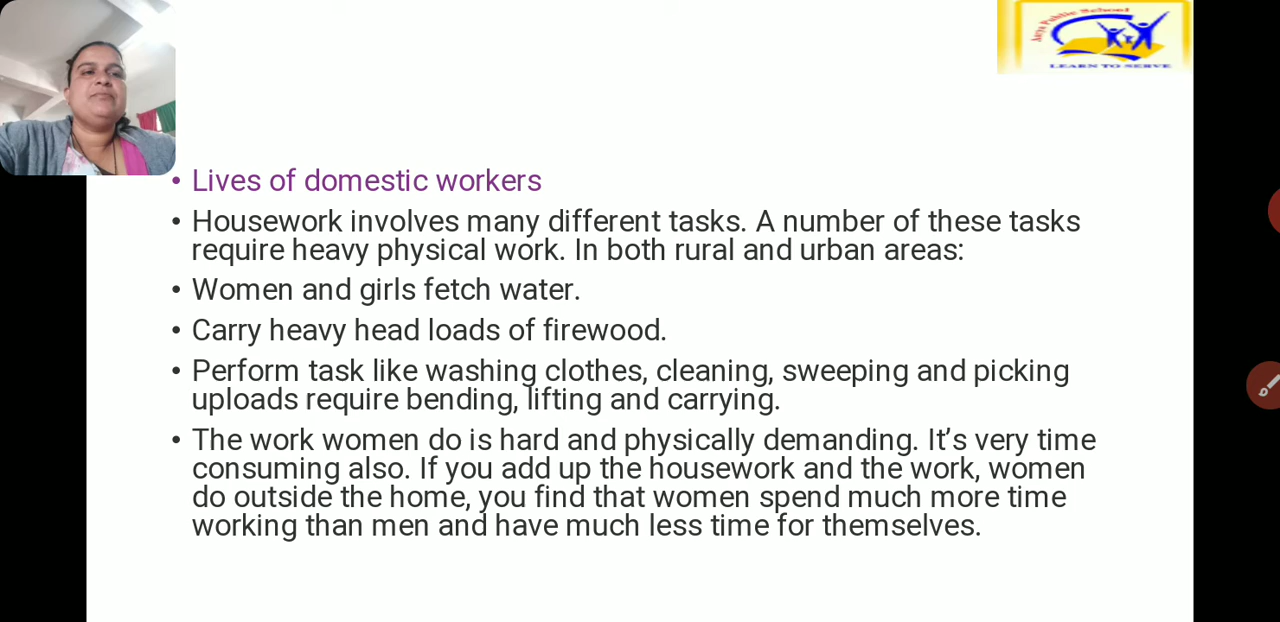 Arya Public School
LEARN TO SERVE
• Lives of domestic workers
• Housework involves many different tasks. A number of these tasks
require heavy physical work. In both rural and urban areas:
• Women and girls fetch water.
• Carry heavy head loads of firewood.
• Perform task like washing clothes, cleaning, sweeping and picking
uploads require bending, lifting and carrying.
• The work women do is hard and physically demanding. It’s very time
consuming also. If you add up the housework and the work, women
do outside the home, you find that women spend much more time
working than men and have much less time for themselves.